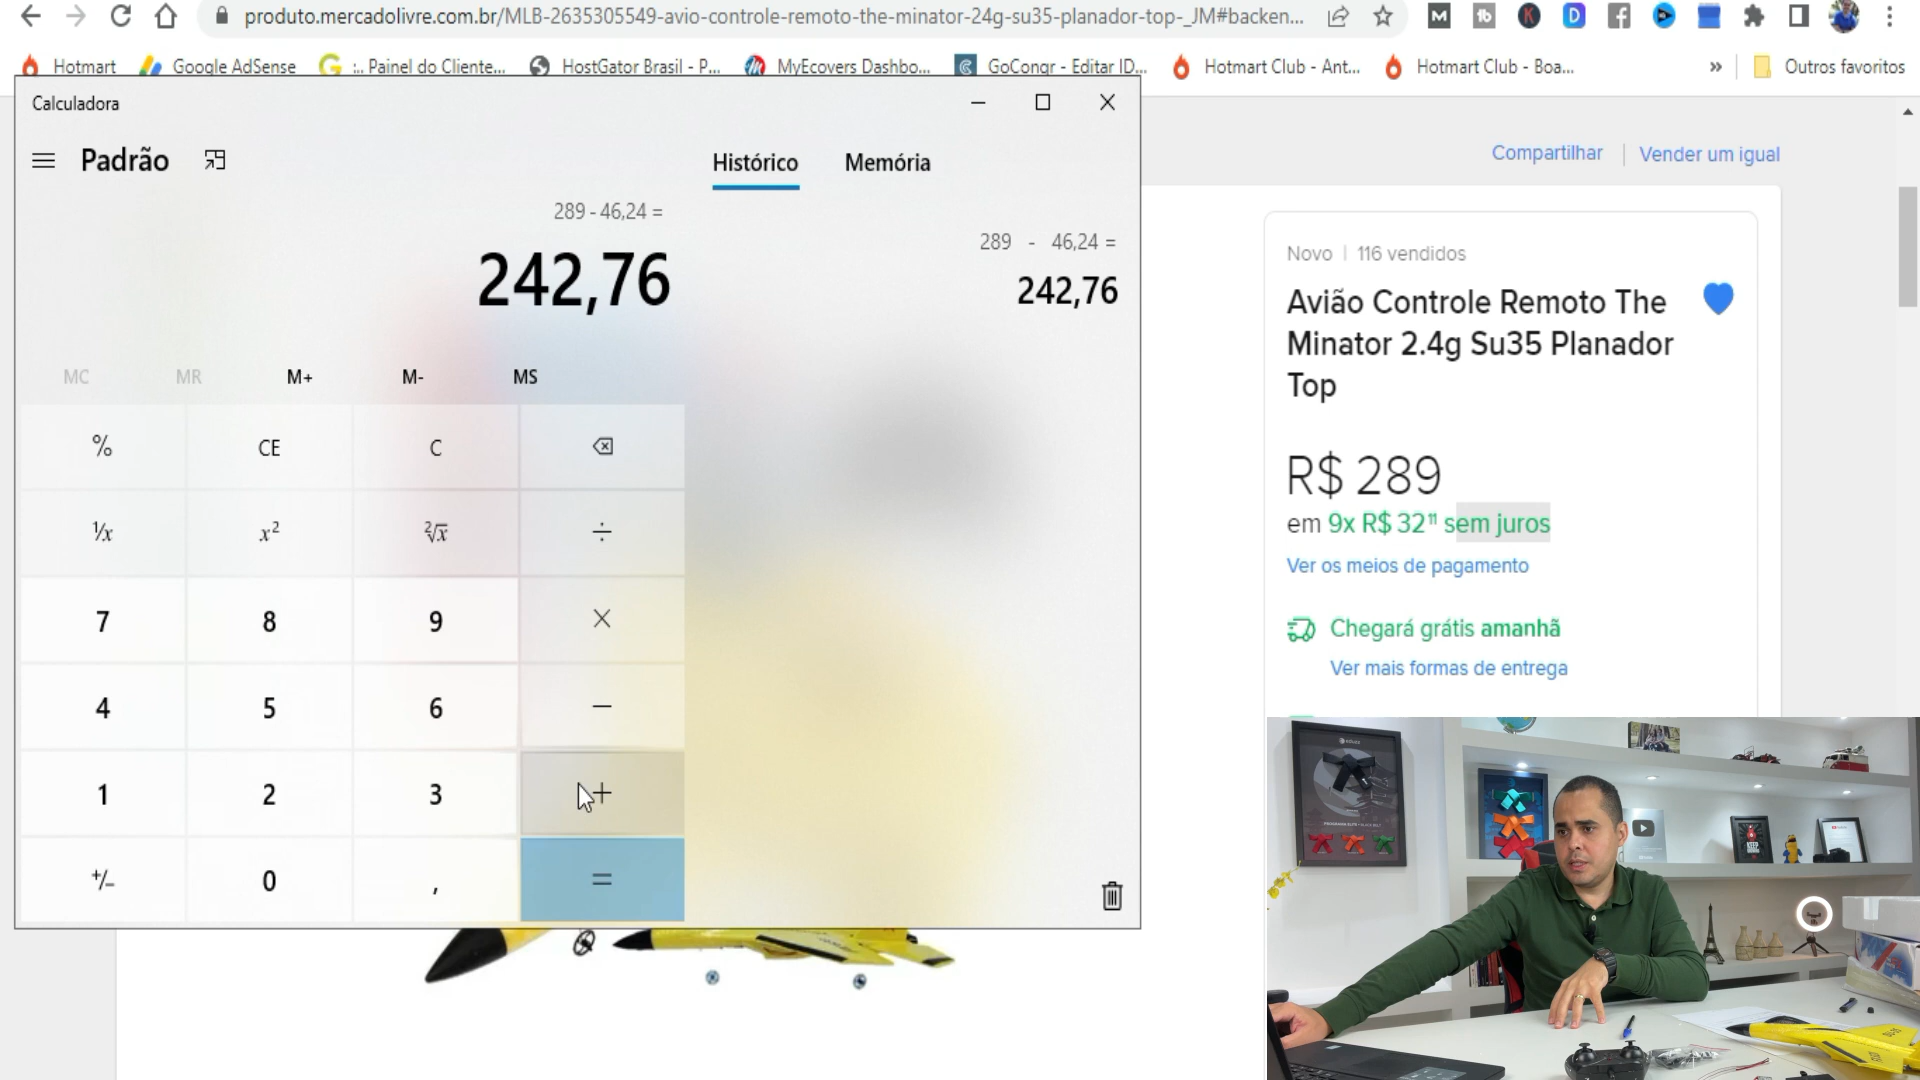 produto.mercadolivre.com.br/MLB-2635305549-avio-controle-remoto-the-minator-24g-su35-planador-top-_JM#backen...
Hotmart
Google AdSense
:.. Painel do Cliente...
HostGator Brasil - P...
MyEcovers Dashbo...
GoConqr - Editar ID...
Hotmart Club - Ant...
Hotmart Club - Boa...
»
Outros favoritos
Calculadora
Padrão
Histórico
Memória
289 - 46,24 =
242,76
289 - 46,24 =
242,76
MC MR M+ M- MS
% CE C
¹/x x² ²√x ÷
7 8 9 ×
4 5 6 −
1 2 3 +
+/− 0 , =
Compartilhar
Vender um igual
Novo | 116 vendidos
Avião Controle Remoto The
Minator 2.4g Su35 Planador
Top
R$ 289
em 9x R$ 32¹¹ sem juros
Ver os meios de pagamento
Chegará grátis amanhã
Ver mais formas de entrega